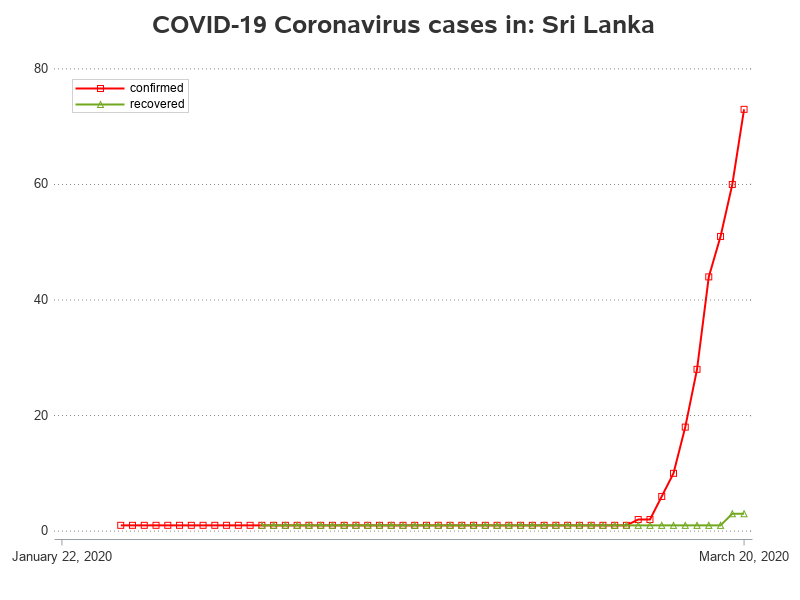 COVID-19 Coronavirus cases in: Sri Lanka
80
confirmed
recovered
60
40
20
0
January 22, 2020
March 20, 2020